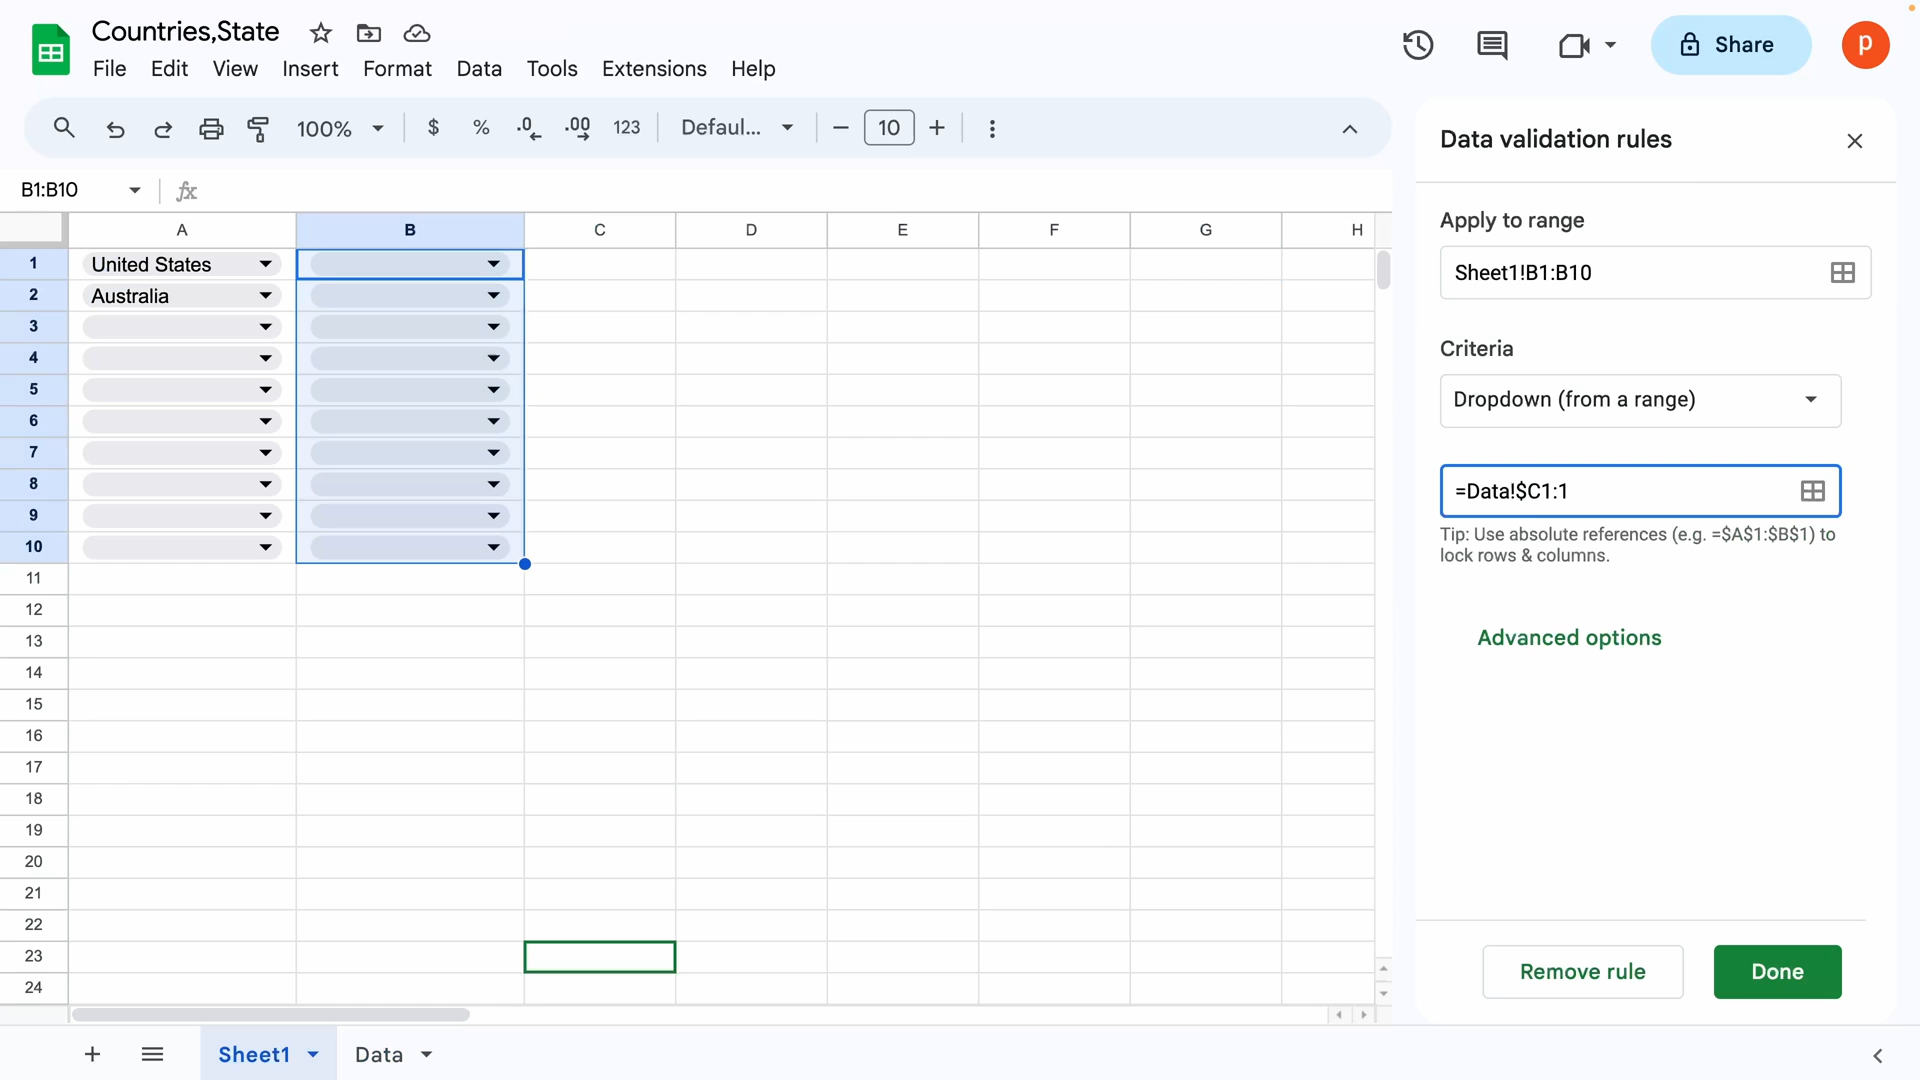 Countries,State
File Edit View Insert Format Data Tools Extensions Help
Share
p
100% $ % .0 .00 123 Defaul... 10
B1:B10 fx
A B C D E F G H
1 United States
2 Australia
3
4
5
6
7
8
9
10
11
12
13
14
15
16
17
18
19
20
21
22
23
24
Sheet1 Data
Data validation rules
Apply to range
Sheet1!B1:B10
Criteria
Dropdown (from a range)
=Data!$C1:1
Tip: Use absolute references (e.g. =$A$1:$B$1) to
lock rows & columns.
Advanced options
Remove rule Done